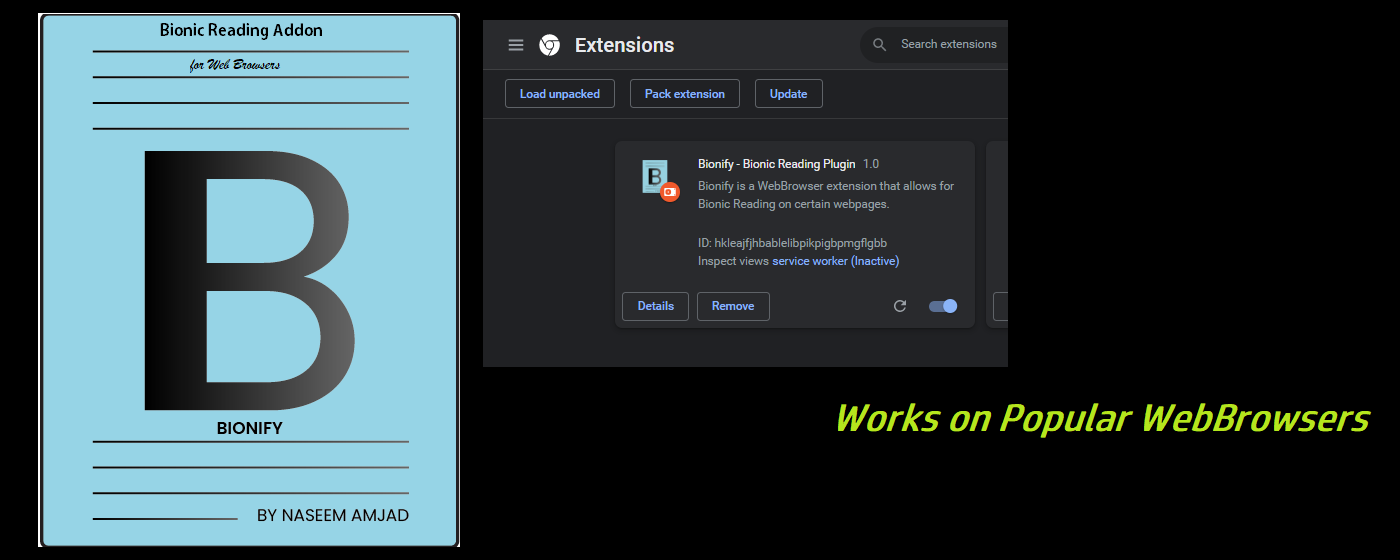 Bionic Reading Addon
for Web Browsers
B
BIONIFY
BY NASEEM AMJAD
Extensions
Search extensions
Load unpacked
Pack extension
Update
B
Bionify - Bionic Reading Plugin 1.0
Bionify is a WebBrowser extension that allows for
Bionic Reading on certain webpages.
ID: hkleajfjhbablelibpikpigbpmgflgbb
Inspect views service worker (Inactive)
Details
Remove
Works on Popular WebBrowsers